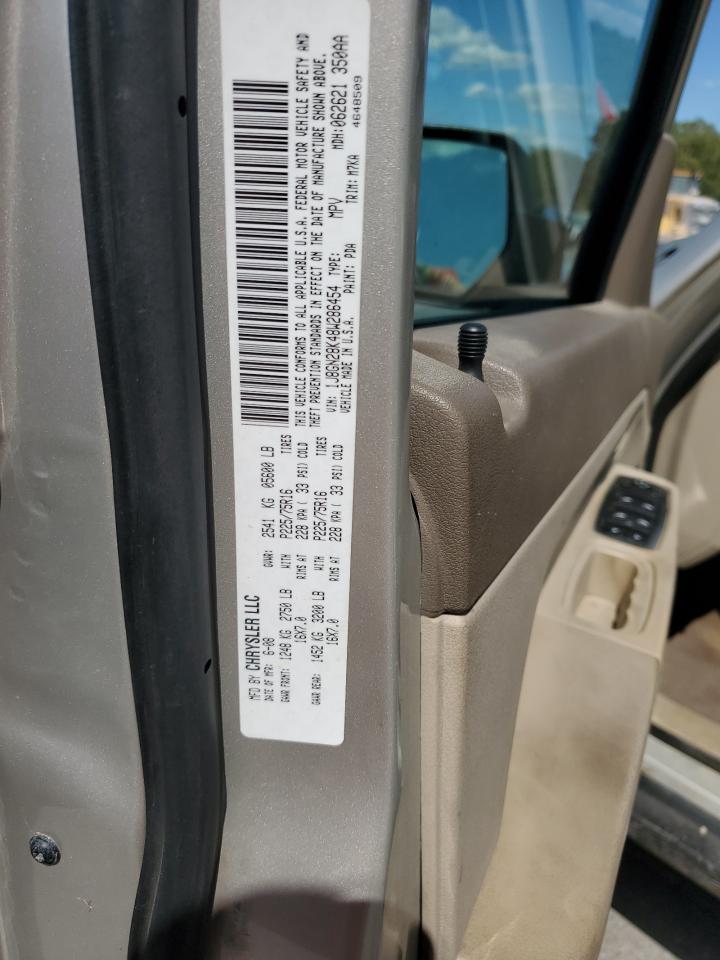 MFD BY CHRYSLER LLC
DATE OF MFR: 6-08 GVWR: 2541 KG 05600 LB
GAWR FRONT: 1248 KG 2750 LB WITH P225/75R16 TIRES
16X7.0 RIMS AT 228 KPA ( 33 PSI) COLD
GAWR REAR: 1452 KG 3200 LB WITH P225/75R16 TIRES
16X7.0 RIMS AT 228 KPA ( 33 PSI) COLD
THIS VEHICLE CONFORMS TO ALL APPLICABLE U.S.A. FEDERAL MOTOR VEHICLE SAFETY AND
THEFT PREVENTION STANDARDS IN EFFECT ON THE DATE OF MANUFACTURE SHOWN ABOVE.
VIN: 1J8GN28K48W286454 TYPE: MPV MDH:062621 350AA
VEHICLE MADE IN U.S.A. PAINT: PDA TRIM: M7KA 4648509